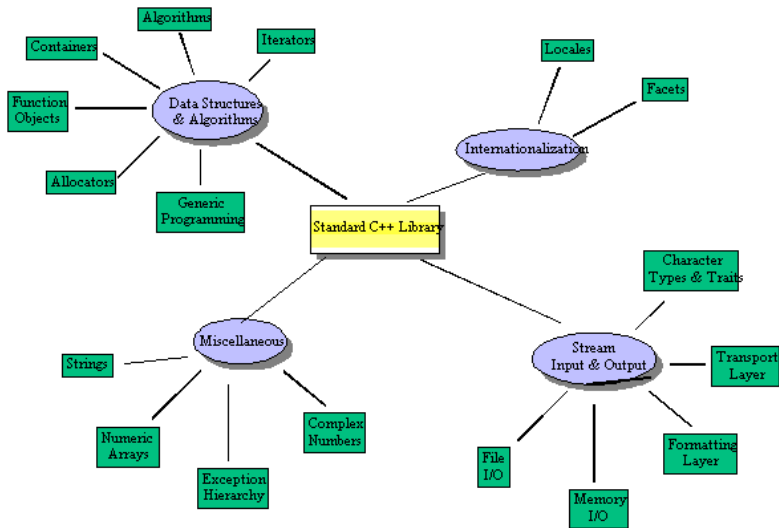 Algorithms
Containers
Iterators
Locales
Function
Objects
Data Structures
& Algorithms
Facets
Allocators
Generic
Programming
Internationalization
Standard C++ Library
Character
Types & Traits
Miscellaneous
Stream
Input & Output
Strings
Transport
Layer
Numeric
Arrays
Complex
Numbers
Exception
Hierarchy
File
I/O
Formatting
Layer
Memory
I/O